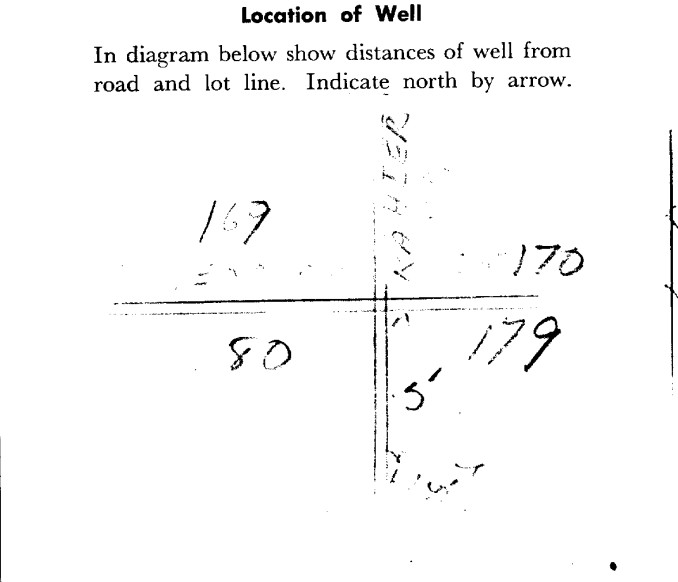 Location of Well
In diagram below show distances of well from
road and lot line. Indicate north by arrow.
169
170
80
179
5'